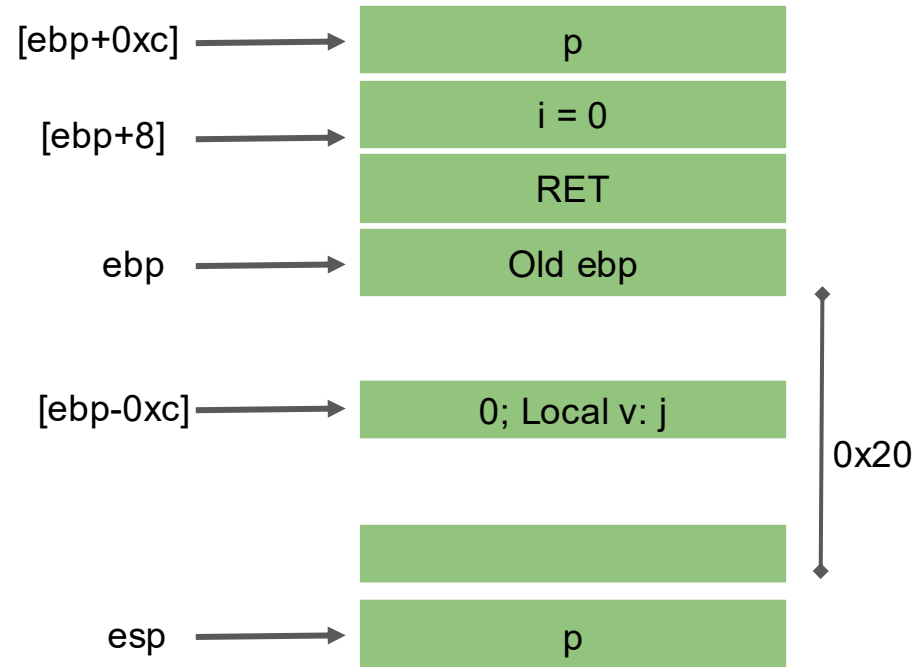 [ebp+0xc]
p
i = 0
[ebp+8]
RET
ebp
Old ebp
[ebp-0xc]
0; Local v: j
0x20
esp
p